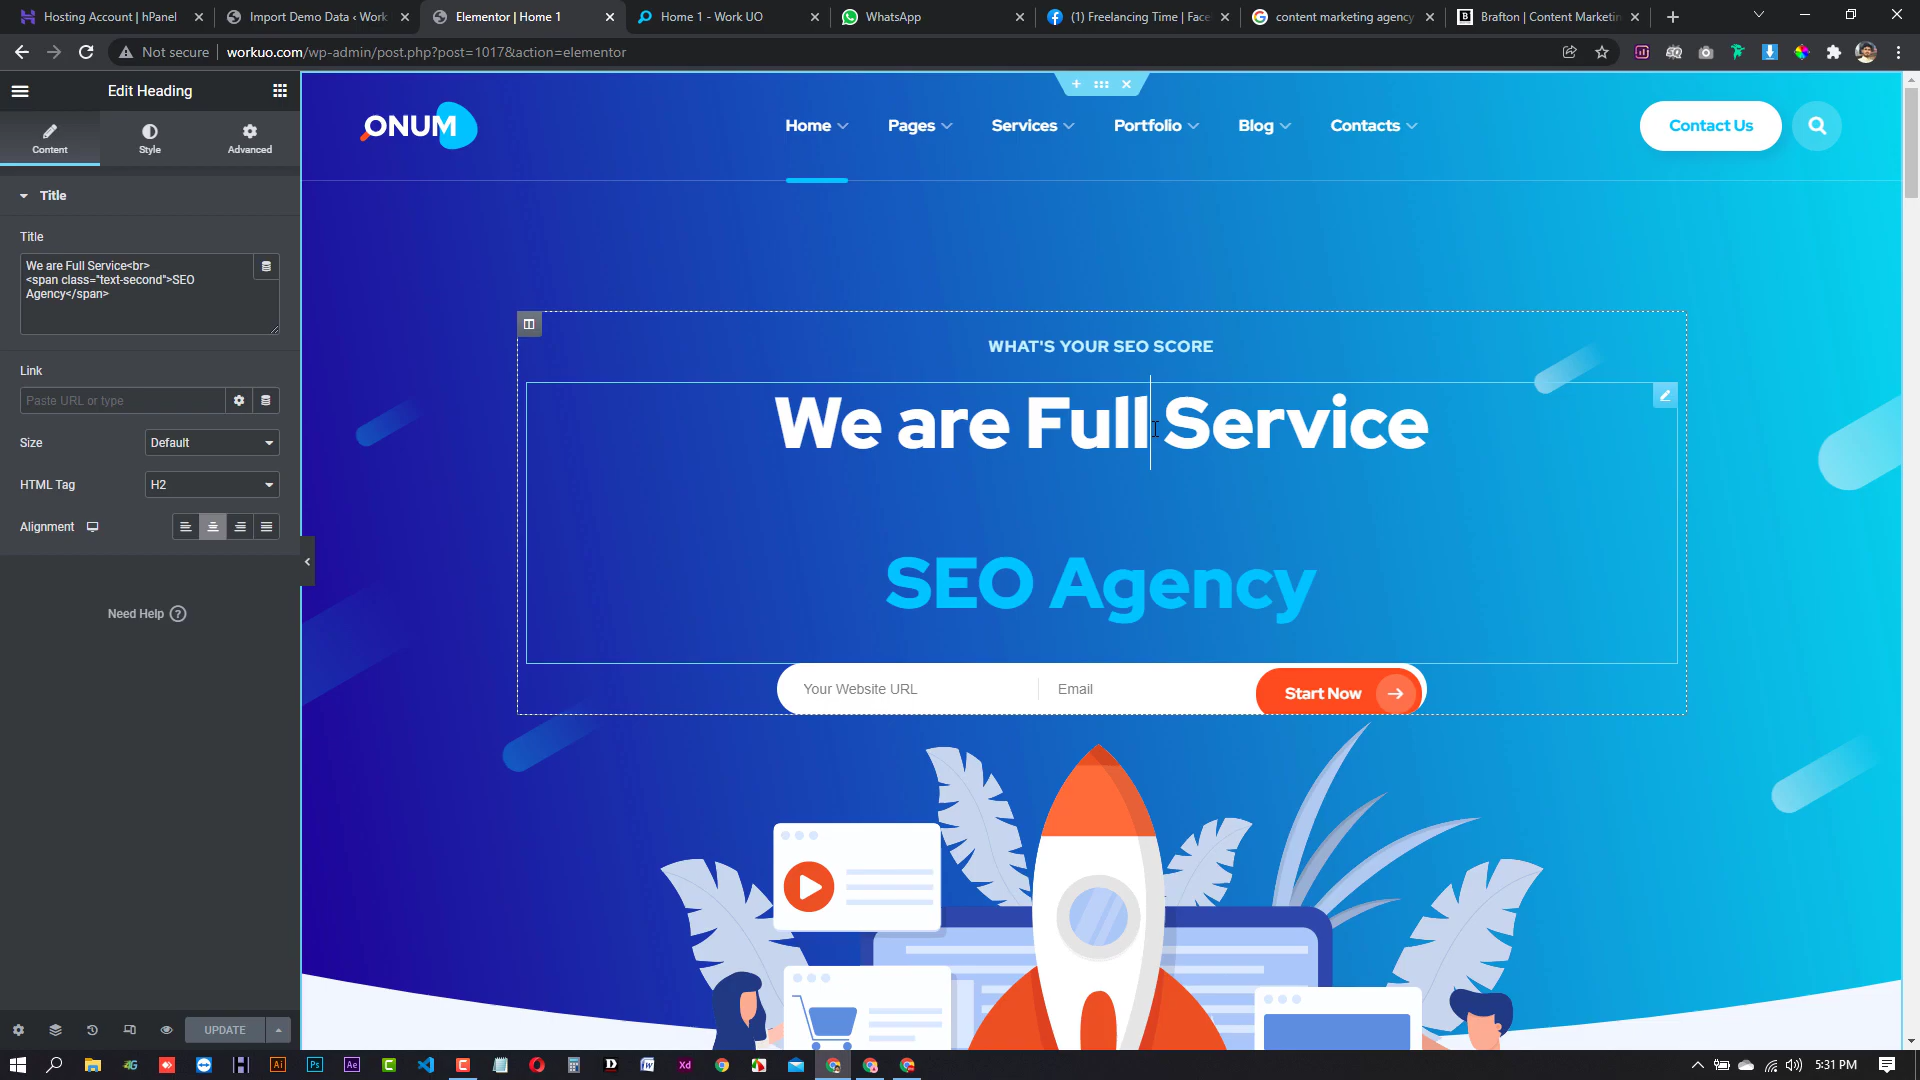 Hosting Account | hPanel
Import Demo Data ‹ Work
Elementor | Home 1
Home 1 - Work UO
WhatsApp
(1) Freelancing Time | Face
content marketing agency
Brafton | Content Marketin
Not secure
workuo.com/wp-admin/post.php?post=1017&action=elementor
Edit Heading
Content
Style
Advanced
Title
Title
We are Full Service<br>
<span class="text-second">SEO
Agency</span>
Link
Paste URL or type
Size
Default
HTML Tag
H2
Alignment
Need Help
UPDATE
ONUM
Home
Pages
Services
Portfolio
Blog
Contacts
Contact Us
WHAT'S YOUR SEO SCORE
We are Full Service
SEO Agency
Your Website URL
Email
Start Now
5:31 PM